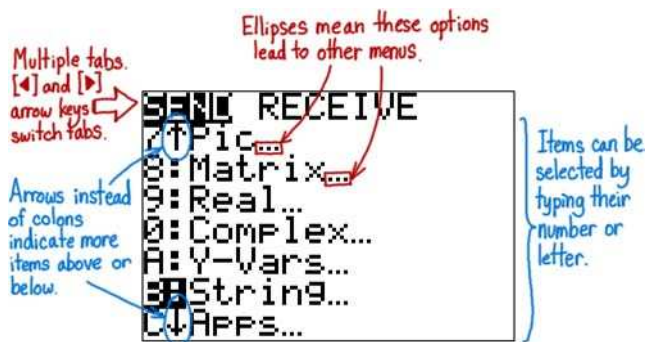 Ellipses mean these options
lead to other menus.
Multiple tabs.
[◄] and [►]
arrow keys
switch tabs.
SEND RECEIVE
7↑Pic...
8:Matrix...
9:Real...
0:Complex...
A:Y-Vars...
B:String...
C↓Apps...
Arrows instead
of colons
indicate more
items above or
below.
Items can be
selected by
typing their
number or
letter.